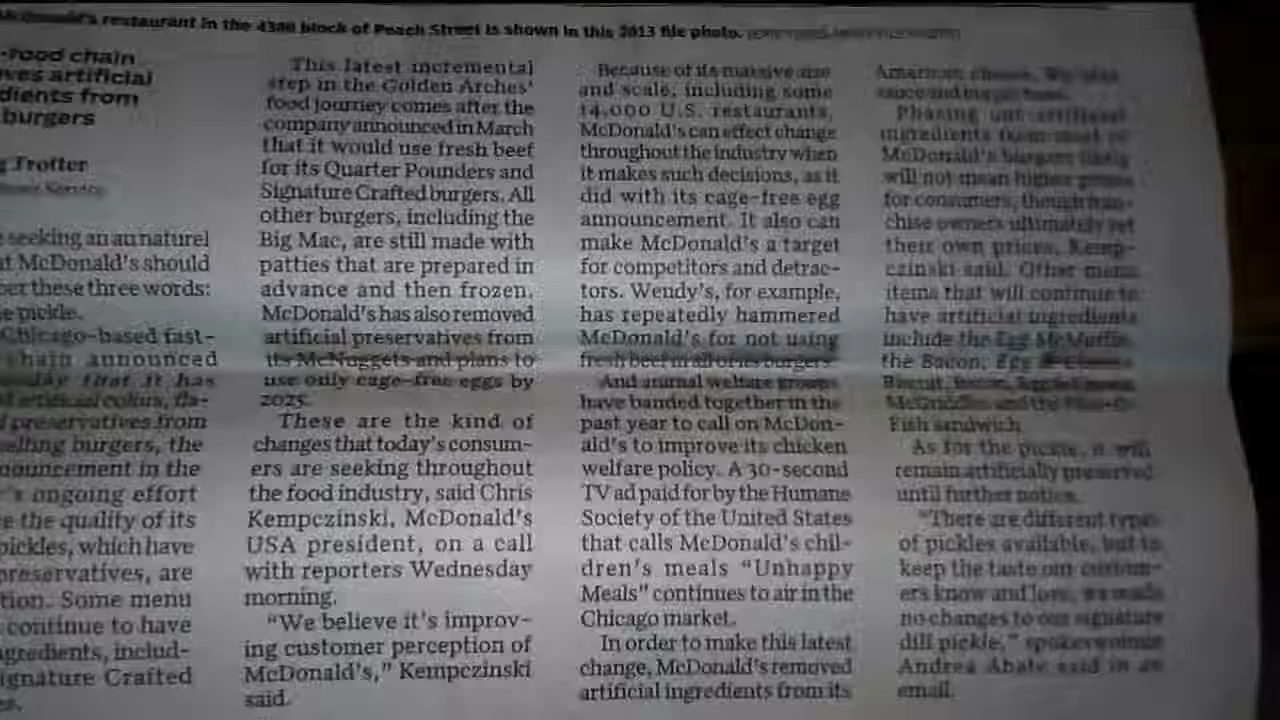 restaurant in the 4300 block of Peach Street is shown in this 2013 file photo.
-food chain
artificial
from
burgers
Trotter
seeking an au naturel
McDonald's should
these three words:
pickle.
Chicago-based fast-
chain announced
that it has
artificial colors, fla-
preservatives from
burgers, the
in the
ongoing effort
the quality of its
pickles, which have
preservatives, are
Some menu
continue to have
includ-
Crafted
This latest incremental
step in the Golden Arches'
food journey comes after the
company announced in March
that it would use fresh beef
for its Quarter Pounders and
Signature Crafted burgers. All
other burgers, including the
Big Mac, are still made with
patties that are prepared in
advance and then frozen.
McDonald's has also removed
artificial preservatives from
its McNuggets and plans to
use only cage-free eggs by
2025.
These are the kind of
changes that today's consum-
ers are seeking throughout
the food industry, said Chris
Kempczinski, McDonald's
USA president, on a call
with reporters Wednesday
morning.
"We believe it's improv-
ing customer perception of
McDonald's," Kempczinski
said.
Because of its massive size
and scale, including some
14,000 U.S. restaurants,
McDonald's can effect change
throughout the industry when
it makes such decisions, as it
did with its cage-free egg
announcement. It also can
make McDonald's a target
for competitors and detrac-
tors. Wendy's, for example,
has repeatedly hammered
McDonald's for not using
fresh beef in all of its burgers.
And animal welfare groups
have banded together in the
past year to call on McDon-
ald's to improve its chicken
welfare policy. A 30-second
TV ad paid for by the Humane
Society of the United States
that calls McDonald's chil-
dren's meals "Unhappy
Meals" continues to air in the
Chicago market.
In order to make this latest
change, McDonald's removed
artificial ingredients from its
American cheese, Big Mac
sauce and burger buns.
Phasing out artificial
ingredients from most of
McDonald's burgers likely
will not mean higher prices
for consumers, though fran-
chise owners ultimately set
their own prices, Kemp-
czinski said. Other menu
items that will continue to
have artificial ingredients
include the Egg McMuffin,
the Bacon, Egg & Cheese
Biscuit, Bacon, Egg & Cheese
McGriddles and the Filet-O-
Fish sandwich.
As for the pickle, it will
remain artificially preserved
until further notice.
"There are different types
of pickles available, but to
keep the taste our custom-
ers know and love, we made
no changes to our signature
dill pickle," spokeswoman
Andrea Abate said in an
email.